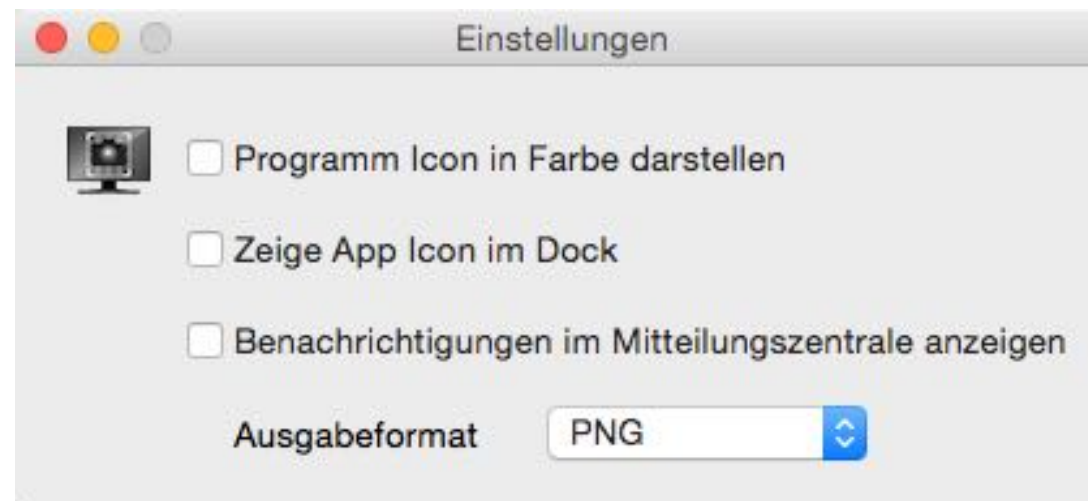 Einstellungen
Programm Icon in Farbe darstellen
Zeige App Icon im Dock
Benachrichtigungen im Mitteilungszentrale anzeigen
Ausgabeformat PNG